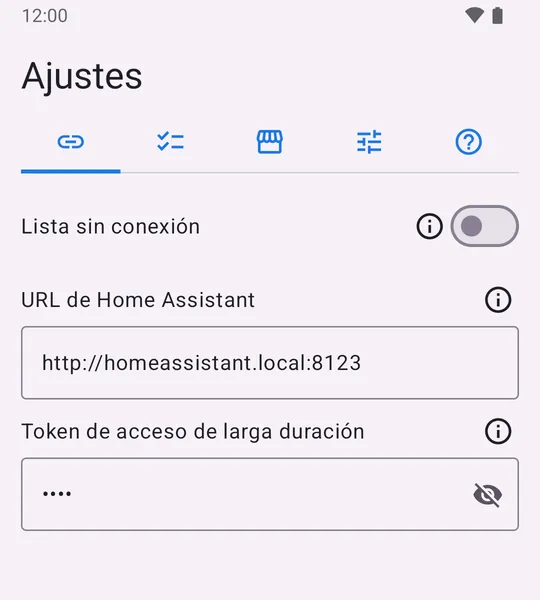 12:00
Ajustes
Lista sin conexión
URL de Home Assistant
http://homeassistant.local:8123
Token de acceso de larga duración
••••